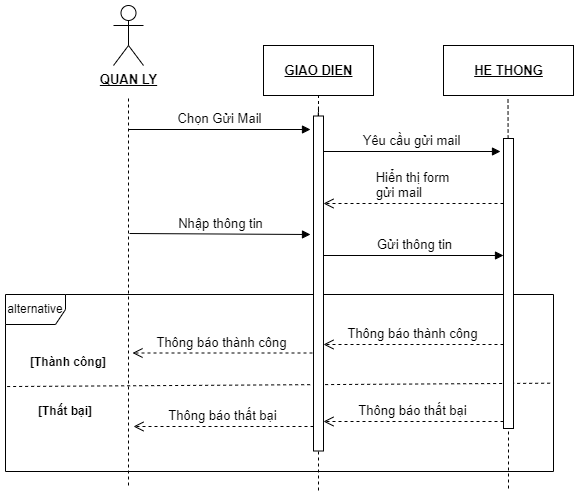 QUAN LY
GIAO DIEN
HE THONG
Chọn Gửi Mail
Yêu cầu gửi mail
Hiển thị form
gửi mail
Nhập thông tin
Gửi thông tin
alternative
Thông báo thành công
Thông báo thành công
[Thành công]
[Thất bại]
Thông báo thất bại
Thông báo thất bại